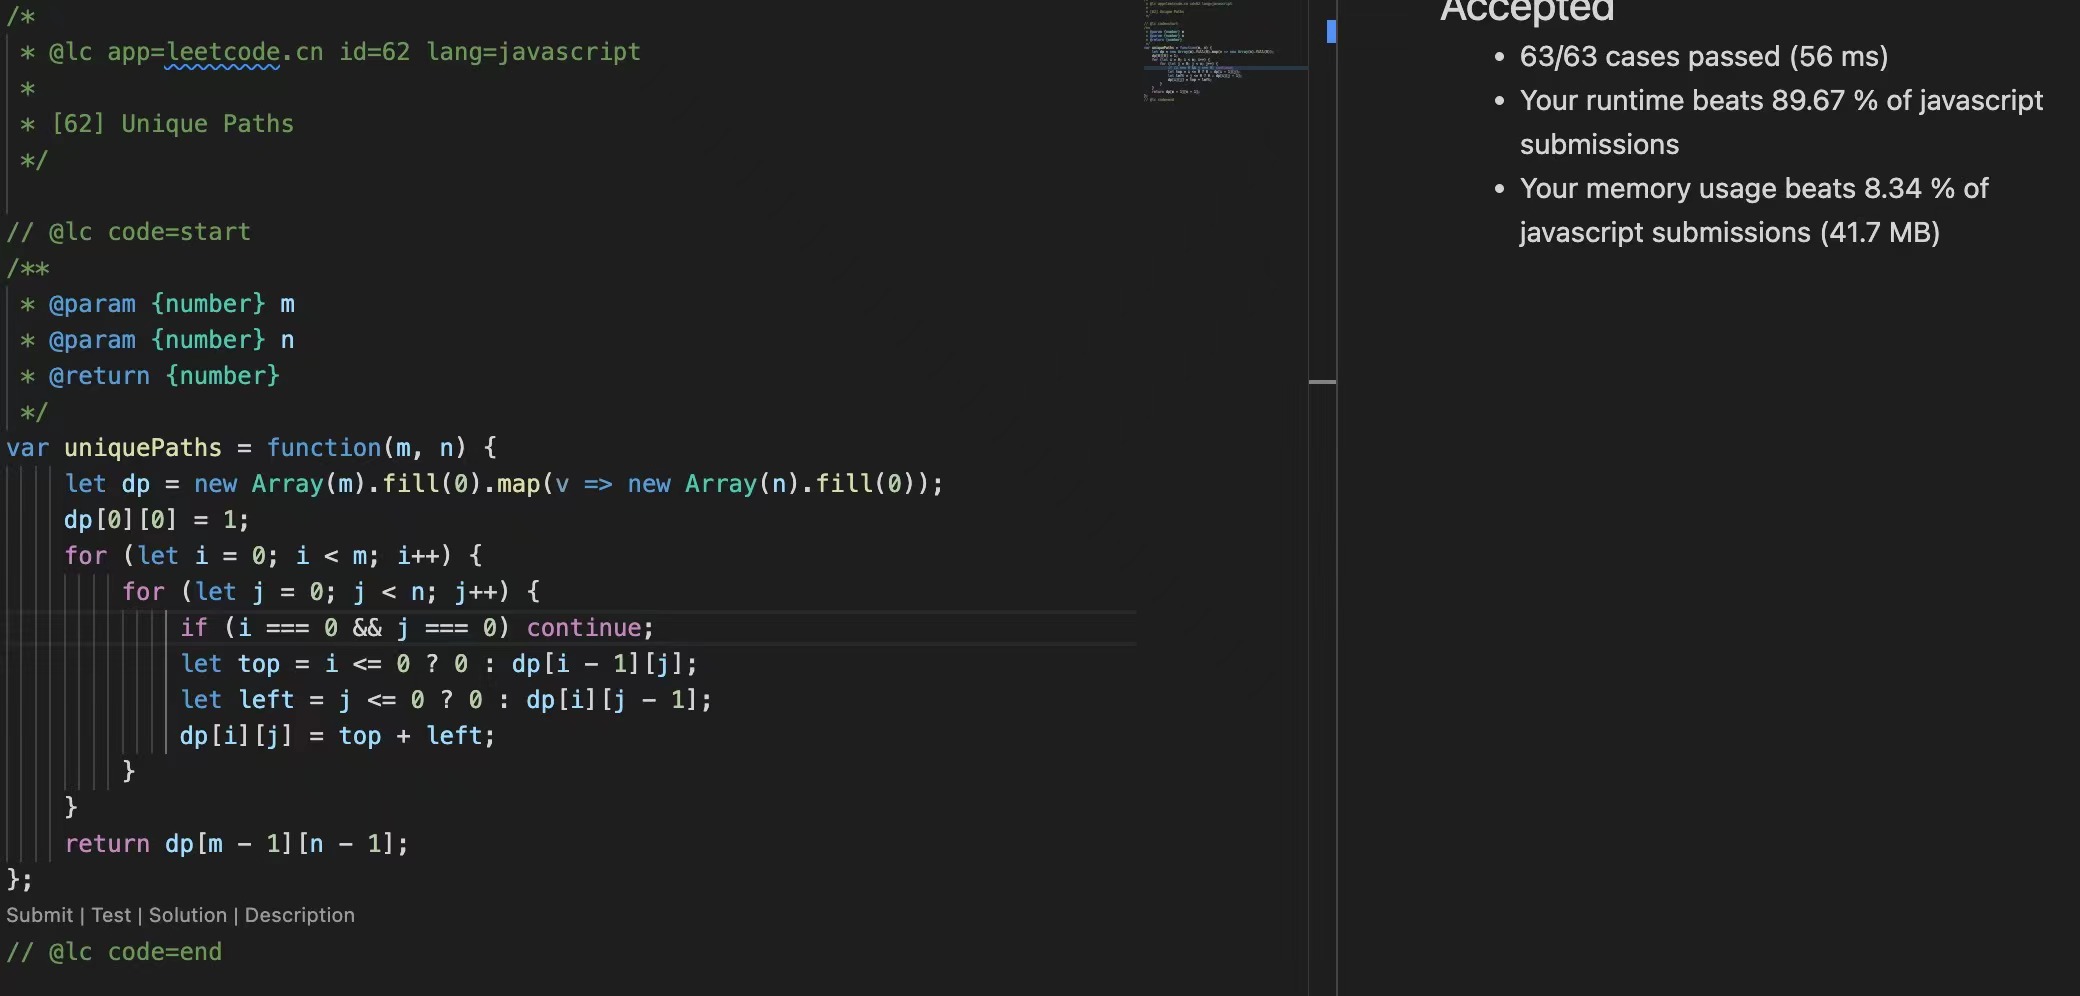 /*
 * @lc app=leetcode.cn id=62 lang=javascript
 *
 * [62] Unique Paths
 */

// @lc code=start
/**
 * @param {number} m
 * @param {number} n
 * @return {number}
 */
var uniquePaths = function(m, n) {
    let dp = new Array(m).fill(0).map(v => new Array(n).fill(0));
    dp[0][0] = 1;
    for (let i = 0; i < m; i++) {
        for (let j = 0; j < n; j++) {
            if (i === 0 && j === 0) continue;
            let top = i <= 0 ? 0 : dp[i - 1][j];
            let left = j <= 0 ? 0 : dp[i][j - 1];
            dp[i][j] = top + left;
        }
    }
    return dp[m - 1][n - 1];
};
Submit | Test | Solution | Description
// @lc code=end
Accepted
• 63/63 cases passed (56 ms)
• Your runtime beats 89.67 % of javascript
submissions
• Your memory usage beats 8.34 % of
javascript submissions (41.7 MB)